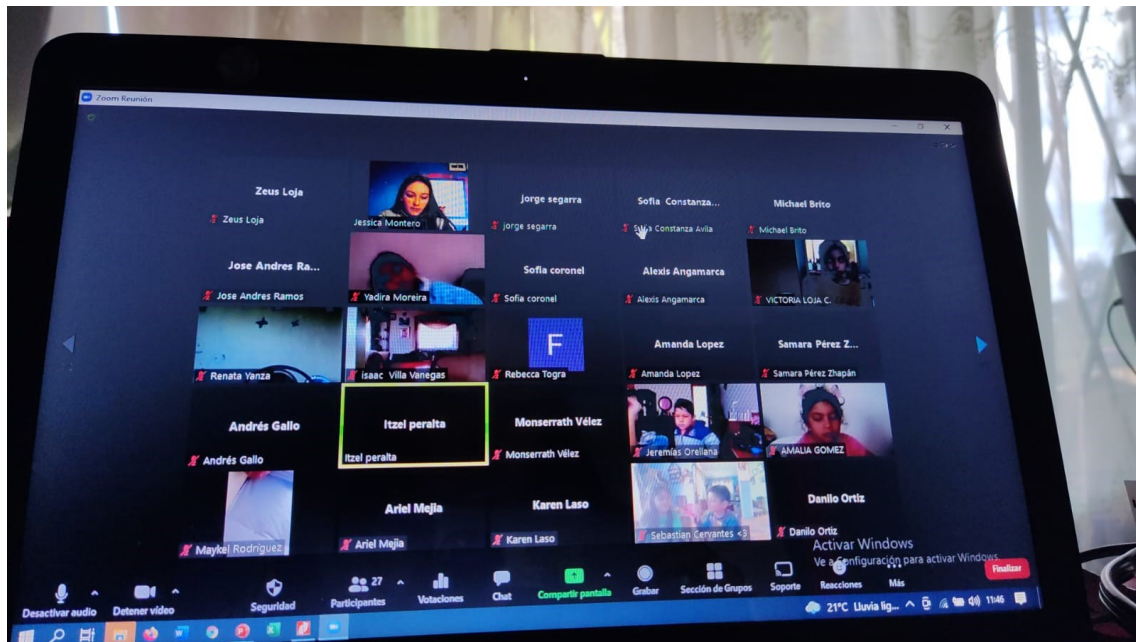 Zoom Reunión
Zeus Loja
Zeus Loja
Jessica Montero
Jorge segarra
jorge segarra
Sofia Constanza...
Constanza Avila
Michael Brito
Michael Brito
Jose Andres Ra...
Jose Andres Ramos
Yadira Moreira
Sofia coronel
Sofia coronel
Alexis Angamarca
Alexis Angamarca
VICTORIA LOJA C.
Renata Yanza
isaac Villa Vanegas
F
Rebecca Togra
Amanda Lopez
Amanda Lopez
Samara Pérez Z...
Samara Pérez Zhapán
Andrés Gallo
Andrés Gallo
Itzel peralta
Itzel peralta
Monserrath Vélez
Monserrath Vélez
Jeremías Orellana
AMALIA GOMEZ
Maykel Rodriguez
Ariel Mejia
Ariel Mejia
Karen Laso
Karen Laso
Sebastian Cervantes <3
Danilo Ortiz
Danilo Ortiz
Activar Windows
Ve a Configuración para activar Windows.
Desactivar audio
Detener vídeo
Seguridad
27
Participantes
Votaciones
Chat
Compartir pantalla
Grabar
Sección de Grupos
Soporte
Reacciones
Más
Finalizar
21°C Lluvia lig... 11:46